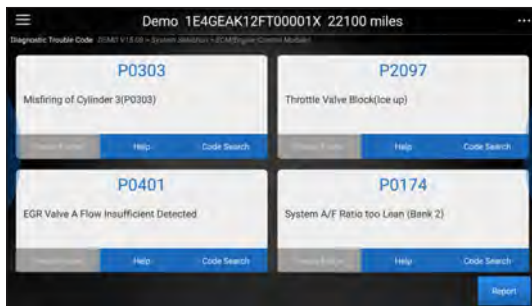 Demo 1E4GEAK12FT00001X 22100 miles
Diagnostic Trouble Code
P0303
Misfiring of Cylinder 3(P0303)
Help
Code Search
P2097
Throttle Valve Block(Ice up)
Help
Code Search
P0401
EGR Valve A Flow Insufficient Detected
Help
Code Search
P0174
System A/F Ratio too Lean (Bank 2)
Help
Code Search
Report